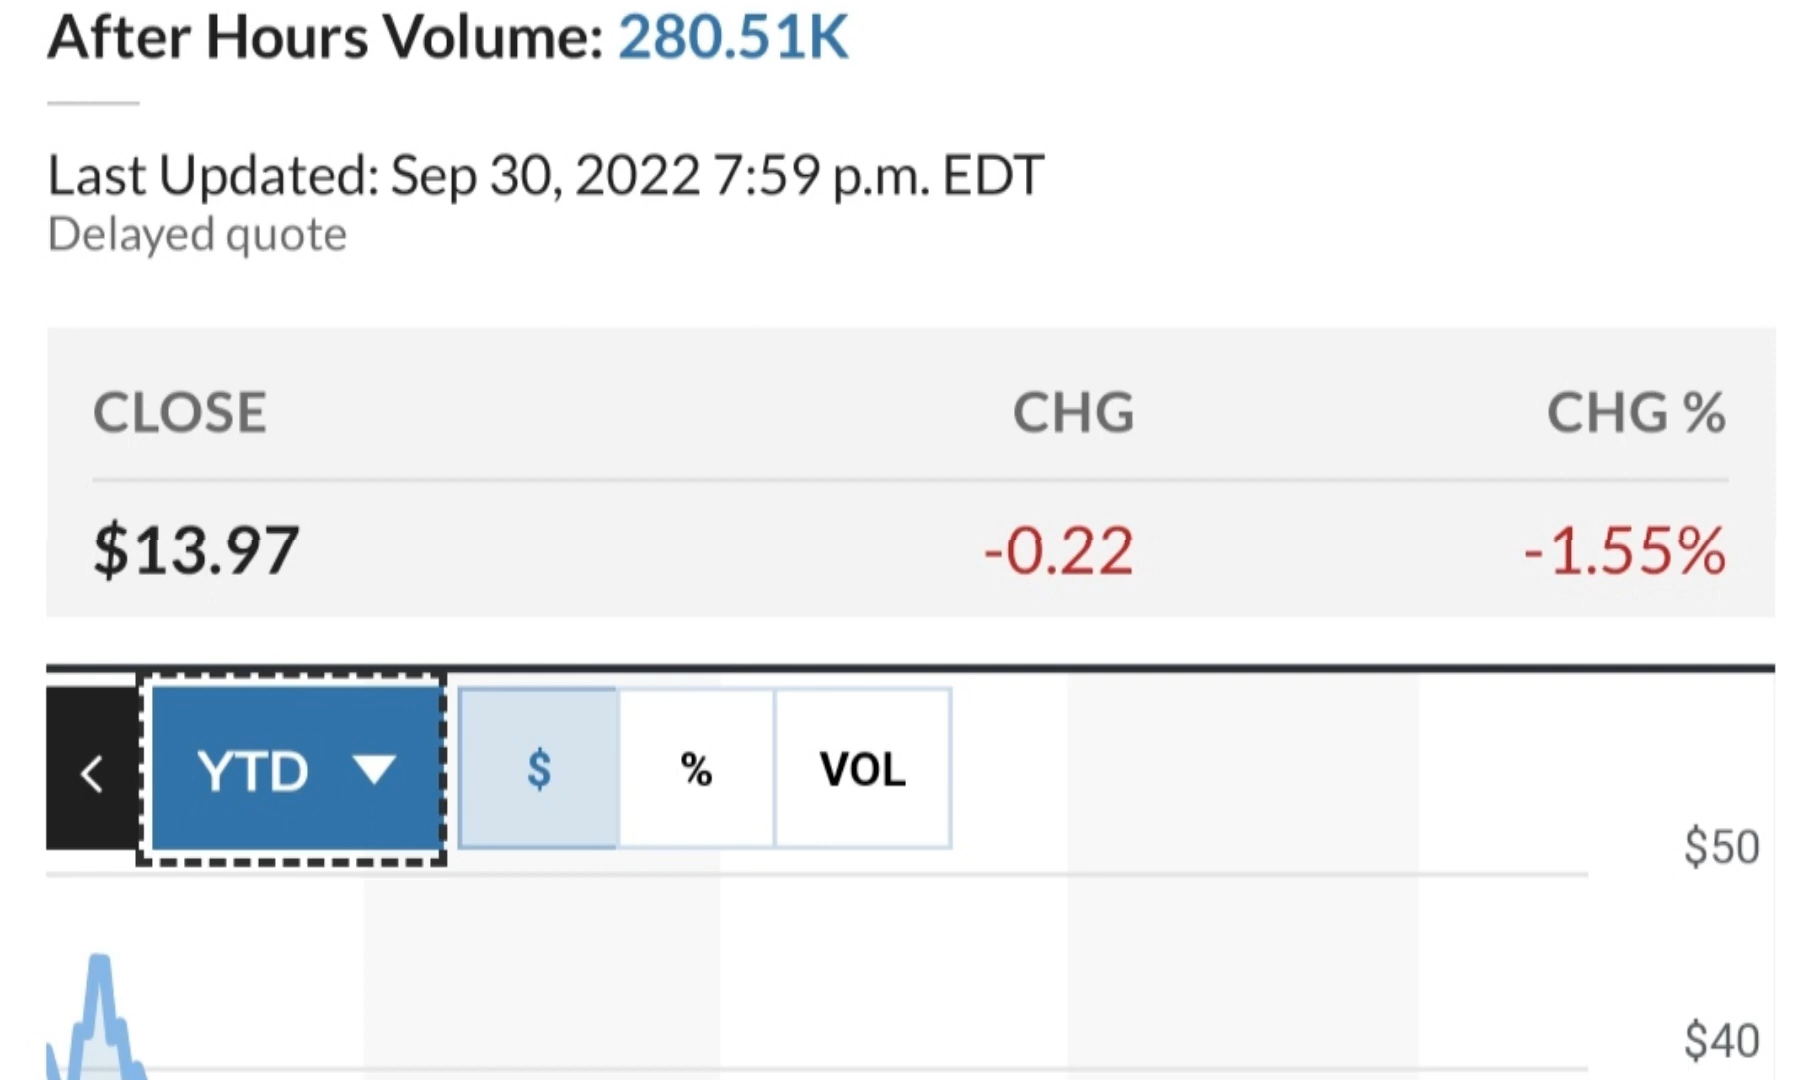 After Hours Volume: 280.51K
Last Updated: Sep 30, 2022 7:59 p.m. EDT
Delayed quote
CLOSE CHG CHG %
$13.97 -0.22 -1.55%
YTD $ % VOL
$50
$40